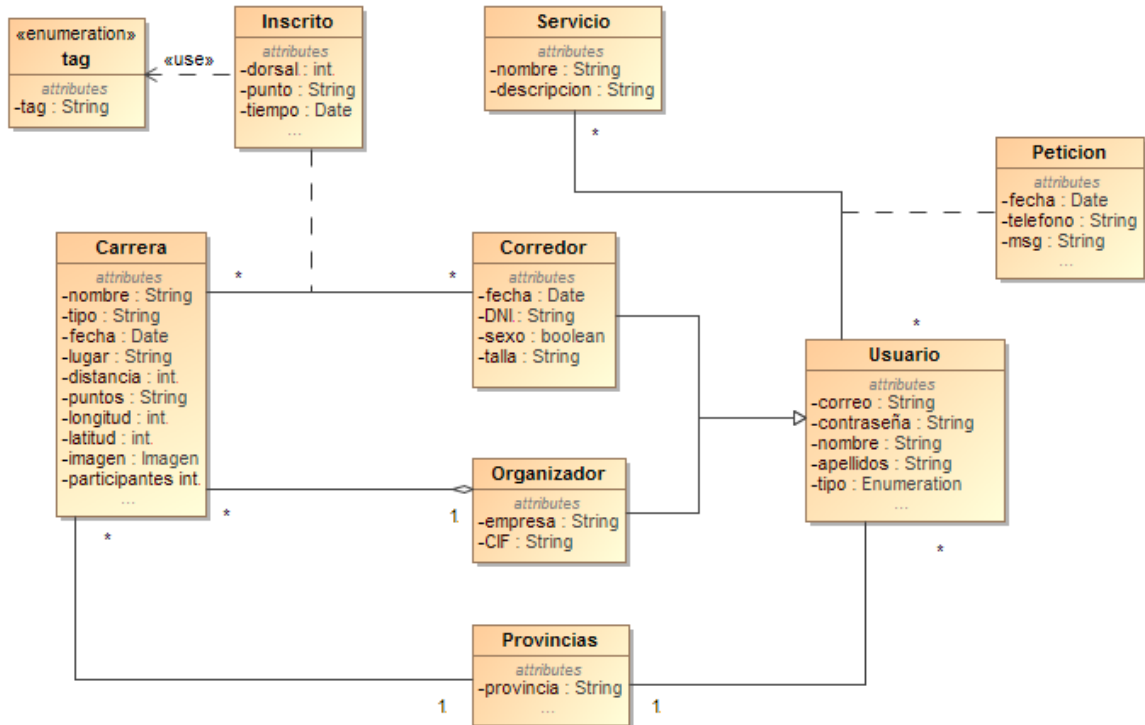 «enumeration»
tag
attributes
-tag : String
«use»
Inscrito
attributes
-dorsal : int.
-punto : String
-tiempo : Date
...
Servicio
attributes
-nombre : String
-descripcion : String
*
Peticion
attributes
-fecha : Date
-telefono : String
-msg : String
...
Carrera
attributes
-nombre : String
-tipo : String
-fecha : Date
-lugar : String
-distancia : int.
-puntos : String
-longitud : int.
-latitud : int.
-imagen : Imagen
-participantes int.
...
*
*
Corredor
attributes
-fecha : Date
-DNI : String
-sexo : boolean
-talla : String
*
Usuario
attributes
-correo : String
-contraseña : String
-nombre : String
-apellidos : String
-tipo : Enumeration
...
Organizador
attributes
-empresa : String
-CIF : String
*
1
*
*
Provincias
attributes
-provincia : String
...
1
1